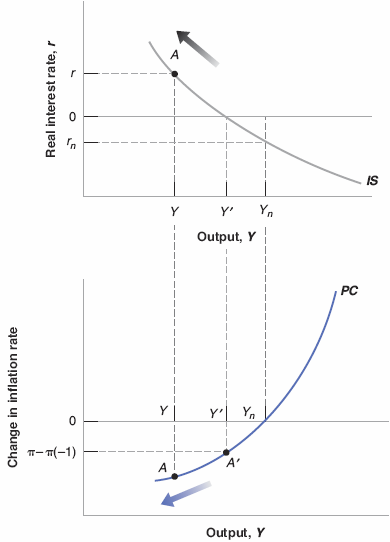 Real interest rate, r
A
r
0
rn
IS
Y Y′ Yn
Output, Y
PC
Change in inflation rate
Y Y′ Yn
0
π–π(–1)
A A′
Output, Y